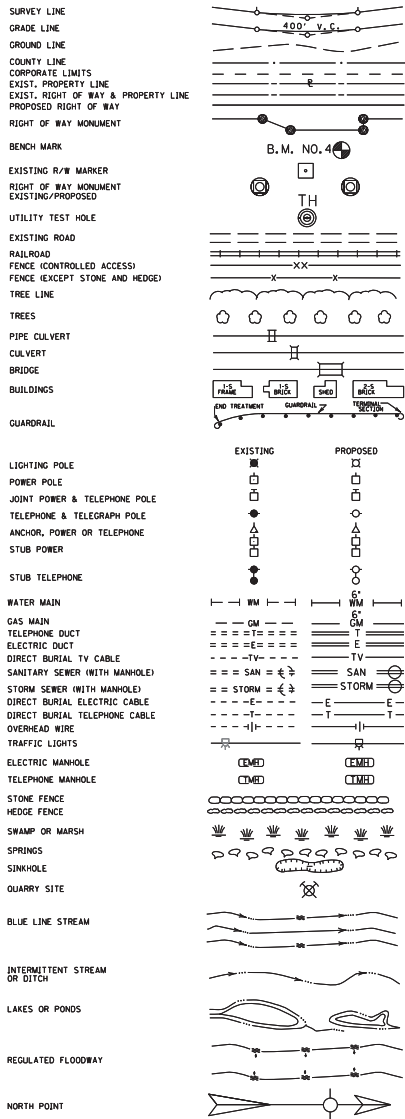 SURVEY LINE
GRADE LINE 400' V.C.
GROUND LINE
COUNTY LINE
CORPORATE LIMITS
EXIST. PROPERTY LINE
EXIST. RIGHT OF WAY & PROPERTY LINE
PROPOSED RIGHT OF WAY
RIGHT OF WAY MONUMENT
BENCH MARK B.M. NO.4
EXISTING R/W MARKER
RIGHT OF WAY MONUMENT
EXISTING/PROPOSED
TH
UTILITY TEST HOLE
EXISTING ROAD
RAILROAD
FENCE (CONTROLLED ACCESS) XX
FENCE (EXCEPT STONE AND HEDGE) X X
TREE LINE
TREES
PIPE CULVERT
CULVERT
BRIDGE
BUILDINGS
1-S FRAME
1-S BRICK
SHED
2-S BRICK
END TREATMENT GUARDRAIL TERMINAL SECTION
GUARDRAIL
EXISTING PROPOSED
LIGHTING POLE
POWER POLE
JOINT POWER & TELEPHONE POLE
TELEPHONE & TELEGRAPH POLE
ANCHOR, POWER OR TELEPHONE
STUB POWER
STUB TELEPHONE
WATER MAIN WM 6" WM
GAS MAIN GM 6" GM
TELEPHONE DUCT T T
ELECTRIC DUCT E E
DIRECT BURIAL TV CABLE TV TV
SANITARY SEWER (WITH MANHOLE) SAN SAN
STORM SEWER (WITH MANHOLE) STORM STORM
DIRECT BURIAL ELECTRIC CABLE E E E
DIRECT BURIAL TELEPHONE CABLE T T T
OVERHEAD WIRE
TRAFFIC LIGHTS
ELECTRIC MANHOLE EMH EMH
TELEPHONE MANHOLE TMH TMH
STONE FENCE
HEDGE FENCE
SWAMP OR MARSH
SPRINGS
SINKHOLE
QUARRY SITE
BLUE LINE STREAM
INTERMITTENT STREAM
OR DITCH
LAKES OR PONDS
REGULATED FLOODWAY
NORTH POINT